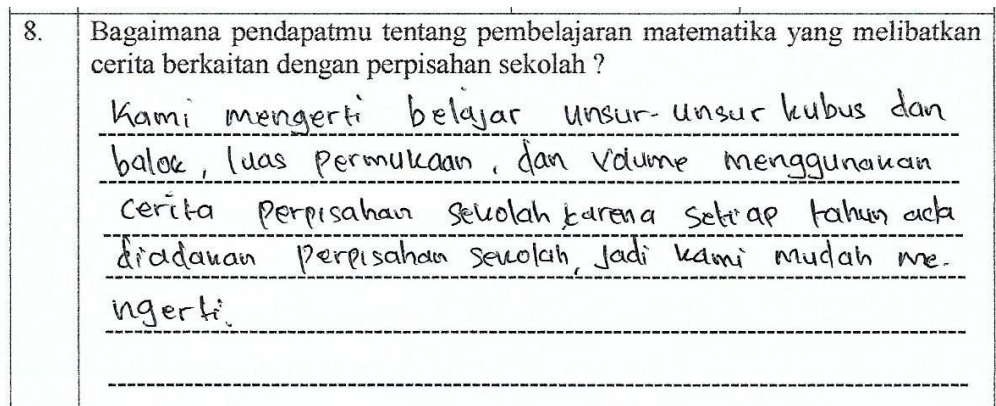 8. Bagaimana pendapatmu tentang pembelajaran matematika yang melibatkan
cerita berkaitan dengan perpisahan sekolah ?
Kami mengerti belajar unsur-unsur kubus dan
balok, luas permukaan, dan volume menggunakan
cerita perpisahan sekolah karena setiap tahun ada
diadakan perpisahan sekolah, jadi kami mudah me-
ngerti.